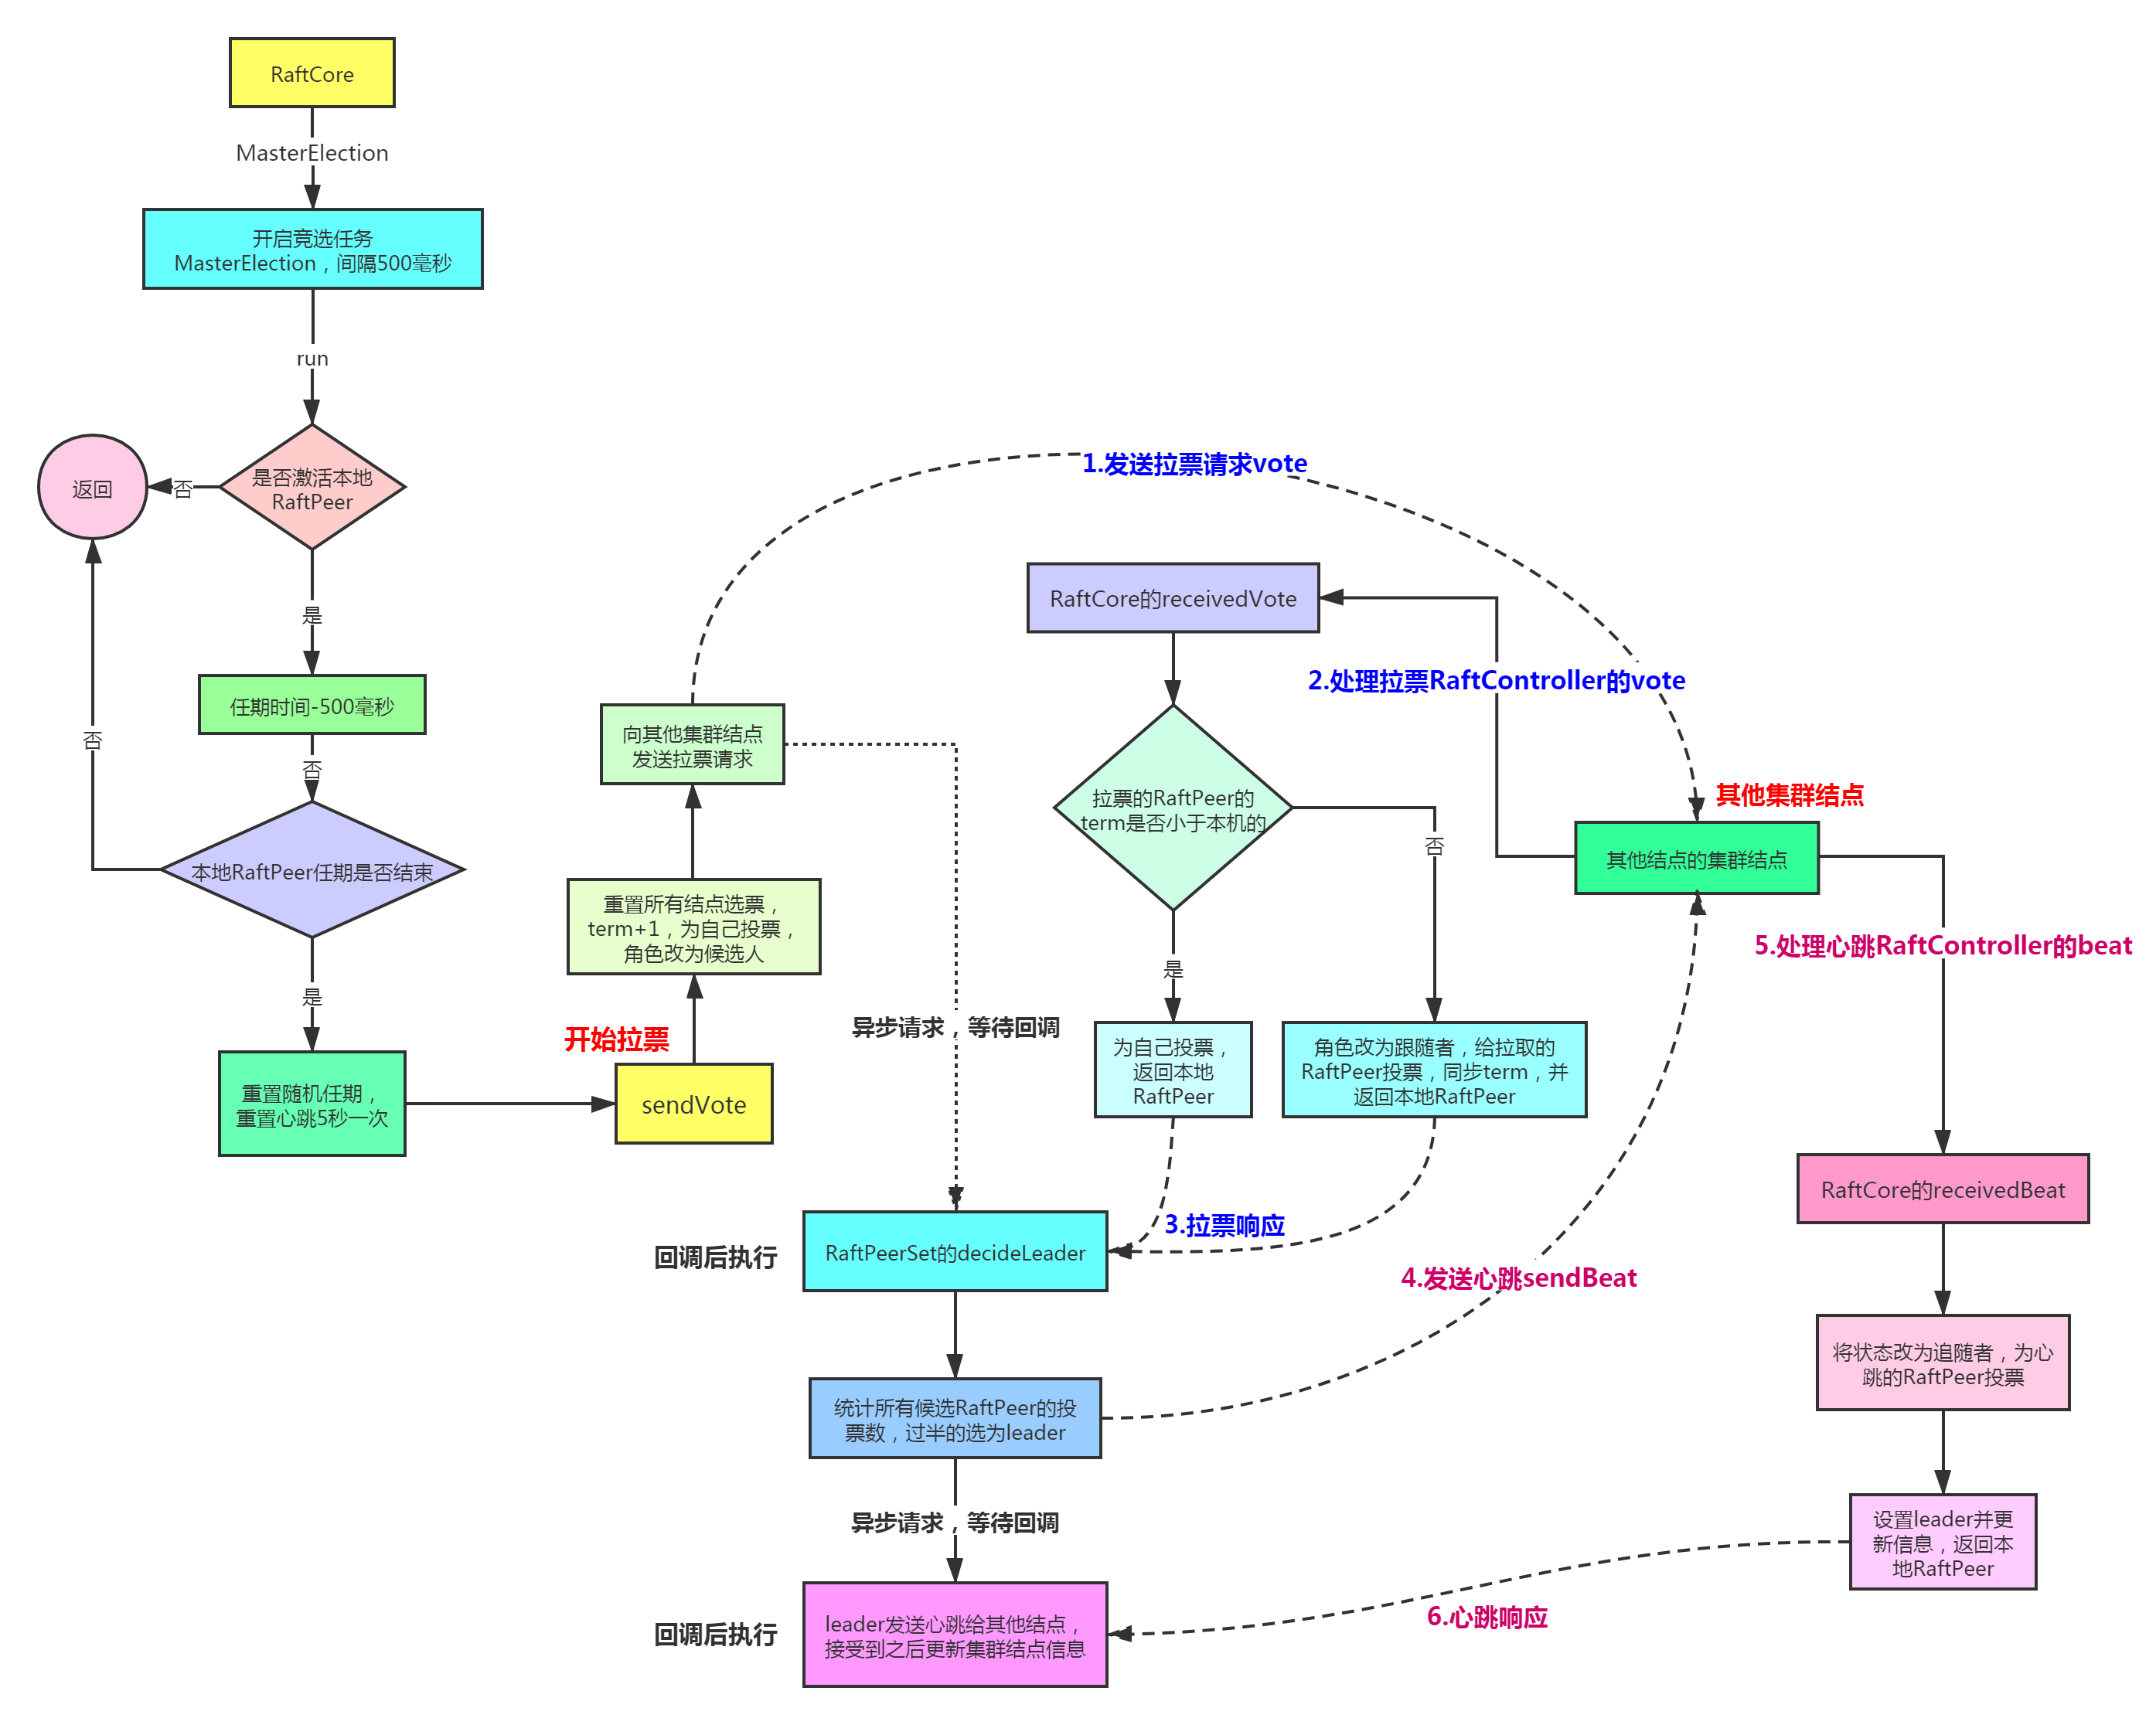 RaftCore
MasterElection
开启竞选任务
MasterElection，间隔500毫秒
run
是否激活本地
RaftPeer
否
返回
是
任期时间-500毫秒
否
否
本地RaftPeer任期是否结束
是
重置随机任期，
重置心跳5秒一次
开始拉票
sendVote
重置所有结点选票，
term+1，为自己投票，
角色改为候选人
向其他集群结点
发送拉票请求
1.发送拉票请求vote
RaftCore的receivedVote
2.处理拉票RaftController的vote
拉票的RaftPeer的
term是否小于本机的
其他集群结点
其他结点的集群结点
否
是
为自己投票，
返回本地
RaftPeer
角色改为跟随者，给拉取的
RaftPeer投票，同步term，并
返回本地RaftPeer
异步请求，等待回调
3.拉票响应
回调后执行
RaftPeerSet的decideLeader
统计所有候选RaftPeer的投
票数，过半的选为leader
4.发送心跳sendBeat
5.处理心跳RaftController的beat
RaftCore的receivedBeat
将状态改为追随者，为心
跳的RaftPeer投票
设置leader并更
新信息，返回本
地RaftPeer
异步请求，等待回调
6.心跳响应
回调后执行
leader发送心跳给其他结点，
接受到之后更新集群结点信息